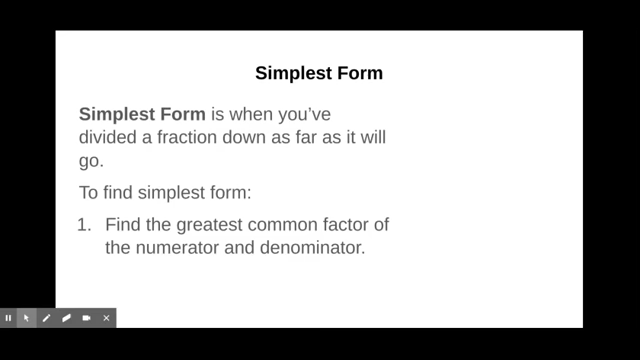 Simplest Form
Simplest Form is when you’ve
divided a fraction down as far as it will
go.
To find simplest form:
1. Find the greatest common factor of
the numerator and denominator.